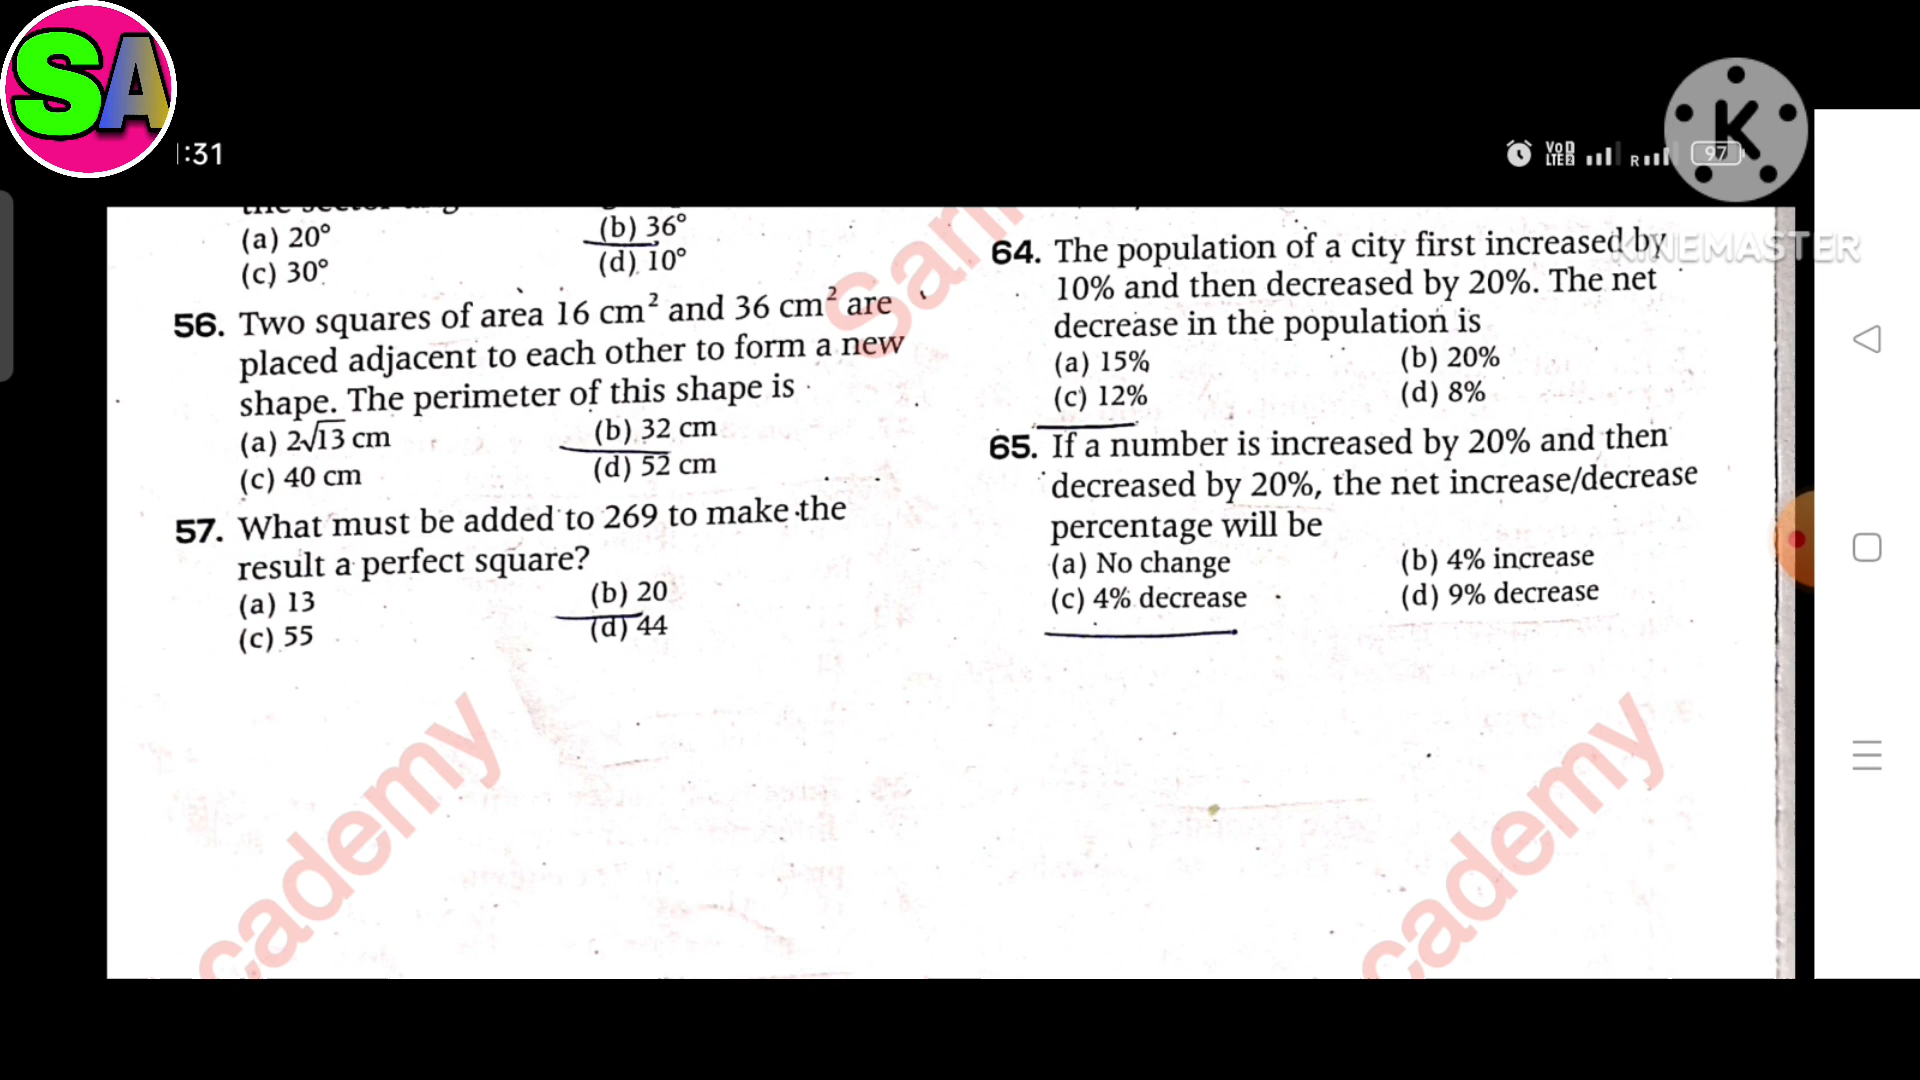 SA
:31
Vo LTE2
R
97
K
KINEMASTER
(a) 20° (b) 36°
(c) 30° (d) 10°
56. Two squares of area 16 cm² and 36 cm² are
placed adjacent to each other to form a new
shape. The perimeter of this shape is
(a) 2√13 cm (b) 32 cm
(c) 40 cm (d) 52 cm
57. What must be added to 269 to make the
result a perfect square?
(a) 13 (b) 20
(c) 55 (d) 44
64. The population of a city first increased by
10% and then decreased by 20%. The net
decrease in the population is
(a) 15% (b) 20%
(c) 12% (d) 8%
65. If a number is increased by 20% and then
decreased by 20%, the net increase/decrease
percentage will be
(a) No change (b) 4% increase
(c) 4% decrease (d) 9% decrease
cademy
cademy